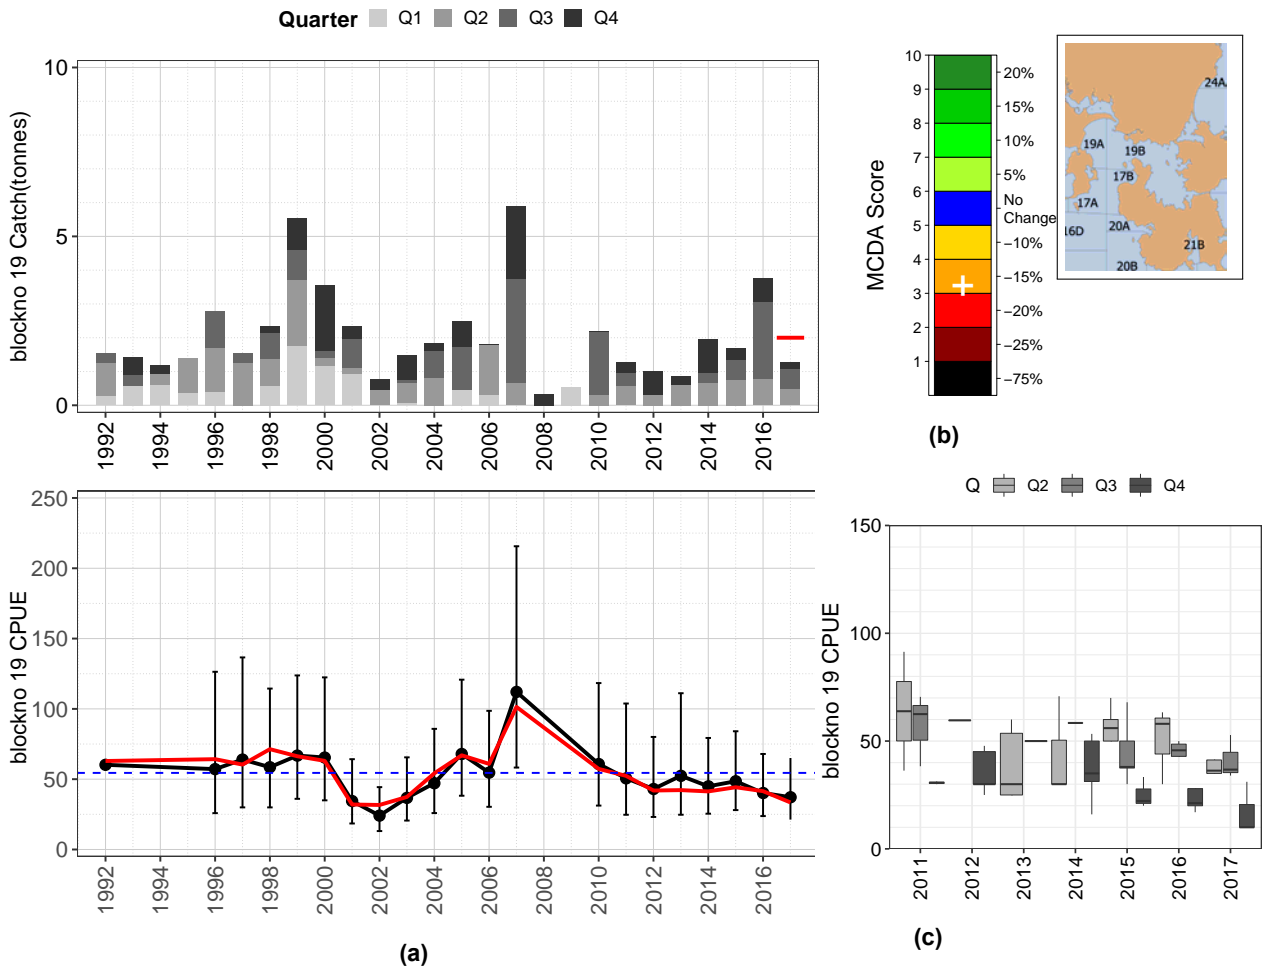 Quarter Q1 Q2 Q3 Q4
blockno 19 Catch(tonnes)
10
5
0
1992 1994 1996 1998 2000 2002 2004 2006 2008 2010 2012 2014 2016
blockno 19 CPUE
250
200
150
100
50
0
1992 1994 1996 1998 2000 2002 2004 2006 2008 2010 2012 2014 2016
(a)
MCDA Score
10
9
8
7
6
5
4
3
2
1
20%
15%
10%
5%
No
Change
−10%
−15%
−20%
−25%
−75%
(b)
24A
19A
19B
17B
17A
16D
20A
21B
20B
Q Q2 Q3 Q4
blockno 19 CPUE
150
100
50
0
2011 2012 2013 2014 2015 2016 2017
(c)